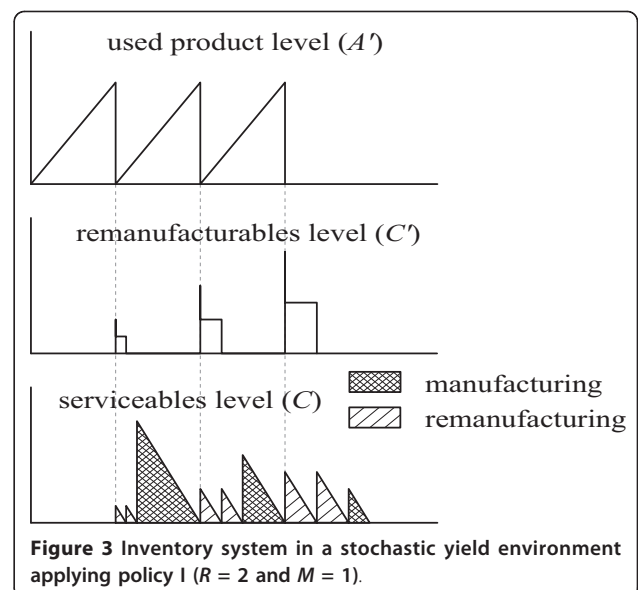 used product level (A')
remanufacturables level (C')
serviceables level (C)
manufacturing
remanufacturing
Figure 3 Inventory system in a stochastic yield environment
applying policy I (R = 2 and M = 1).